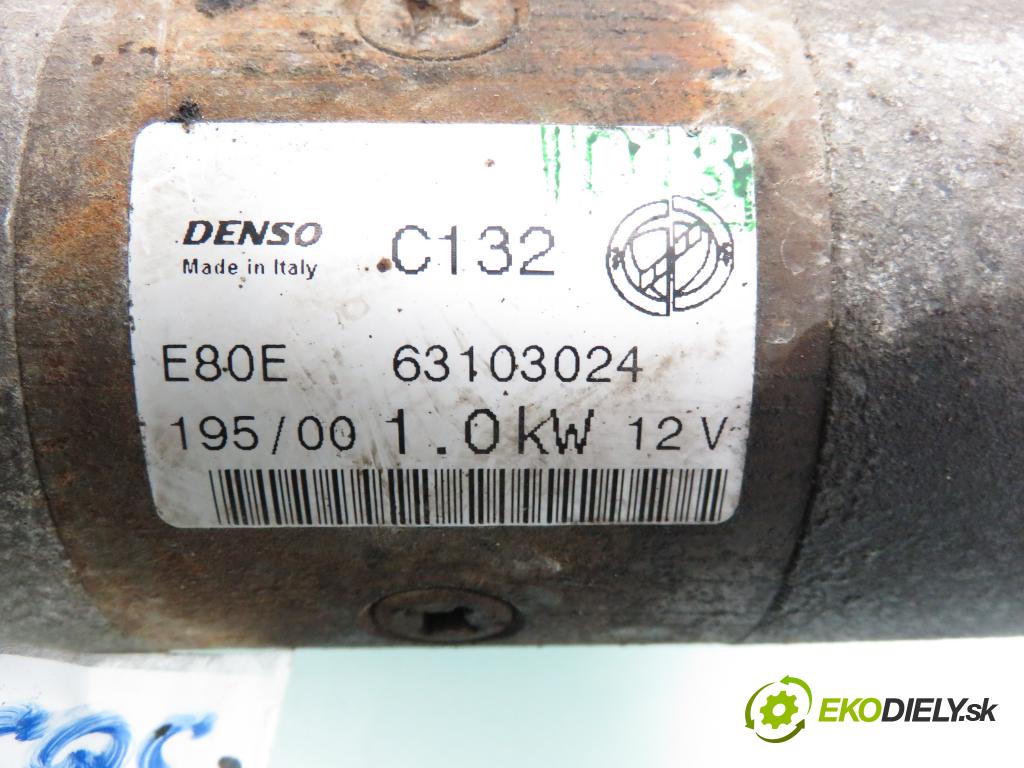 DENSO C132
Made in Italy
E80E 63103024
195/00 1.0kW 12V
EKODIELY.sk